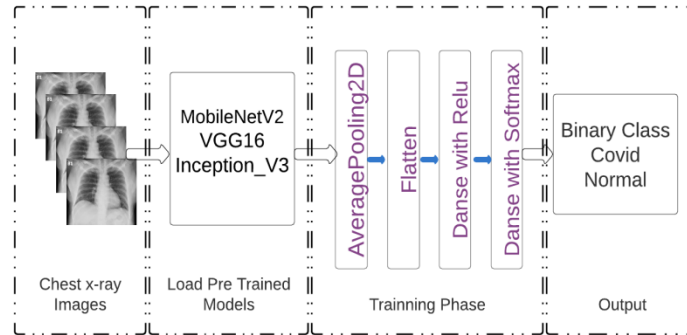 MobileNetV2
VGG16
Inception_V3
AveragePooling2D
Flatten
Danse with Relu
Danse with Softmax
Binary Class
Covid
Normal
Chest x-ray
Images
Load Pre Trained
Models
Trainning Phase
Output